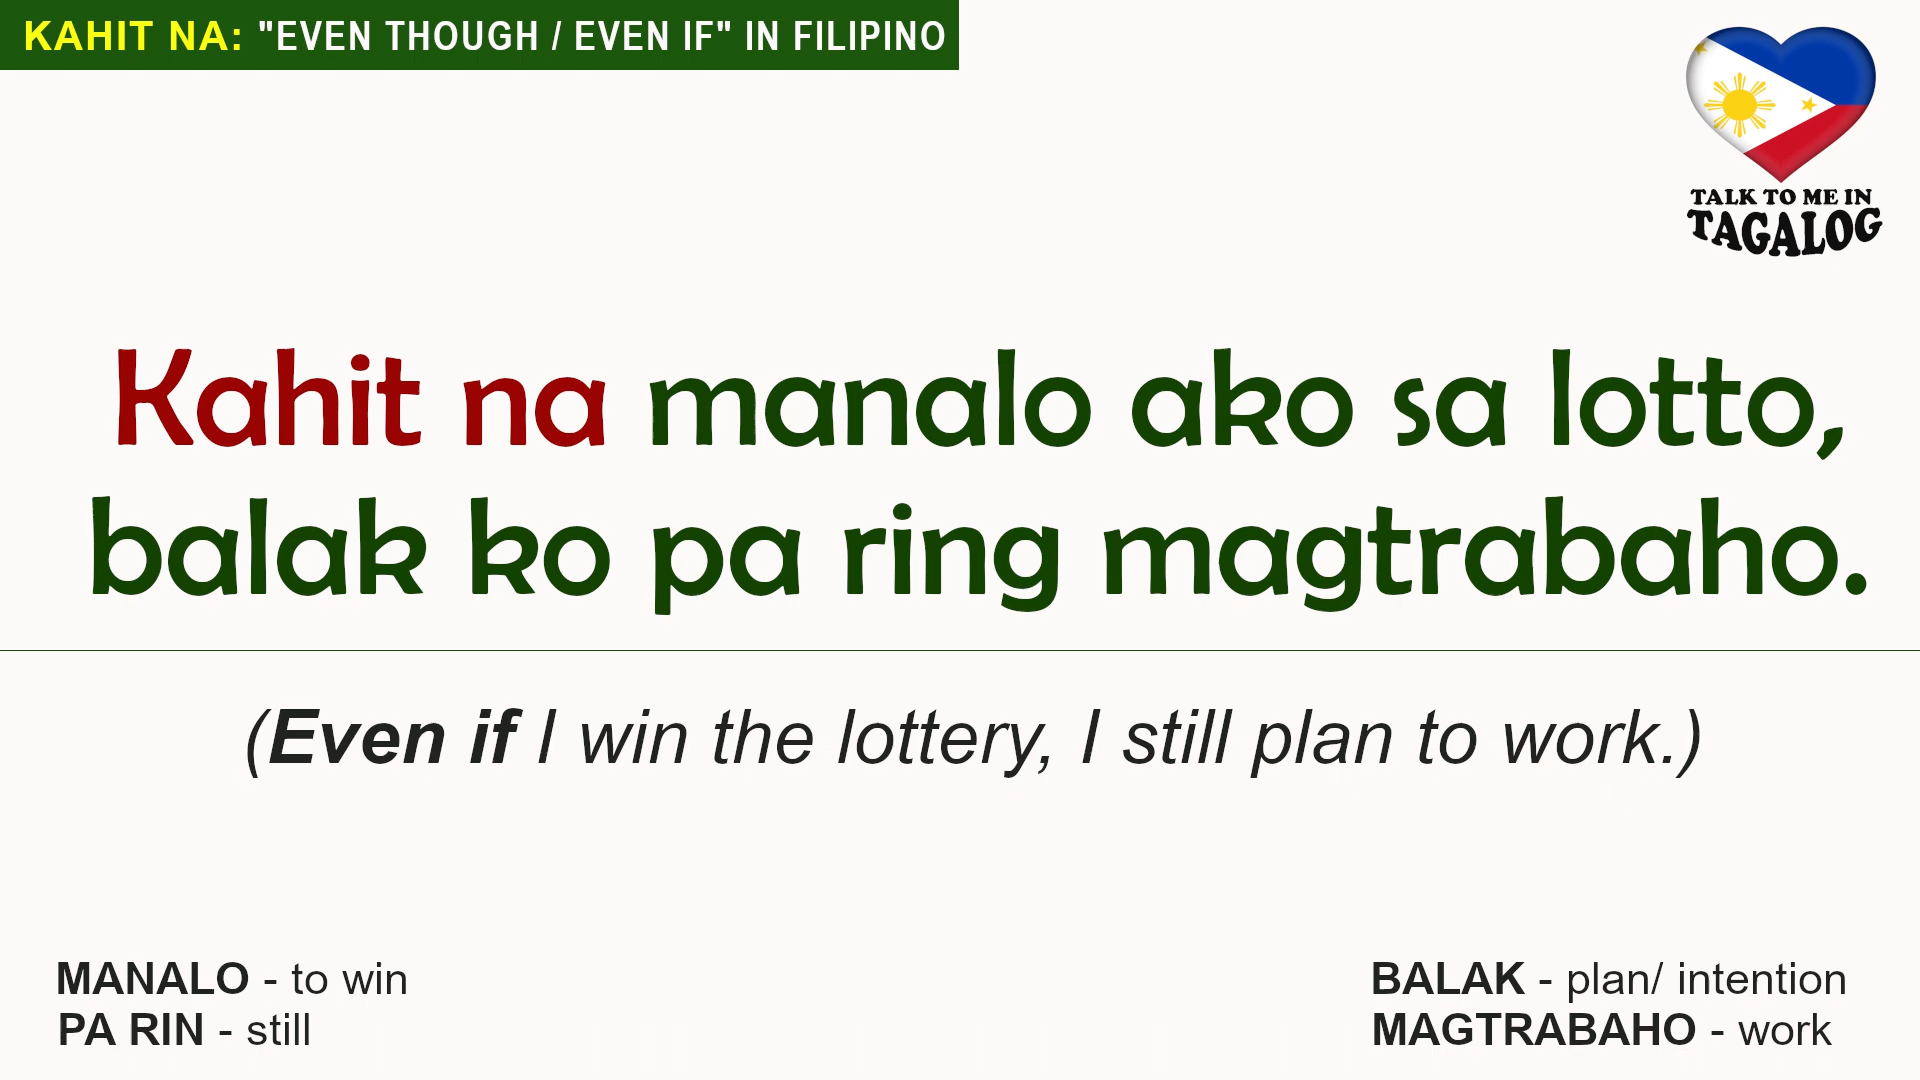 KAHIT NA: "EVEN THOUGH / EVEN IF" IN FILIPINO
TALK TO ME IN
TAGALOG
Kahit na manalo ako sa lotto,
balak ko pa ring magtrabaho.
(Even if I win the lottery, I still plan to work.)
MANALO - to win
PA RIN - still
BALAK - plan/ intention
MAGTRABAHO - work